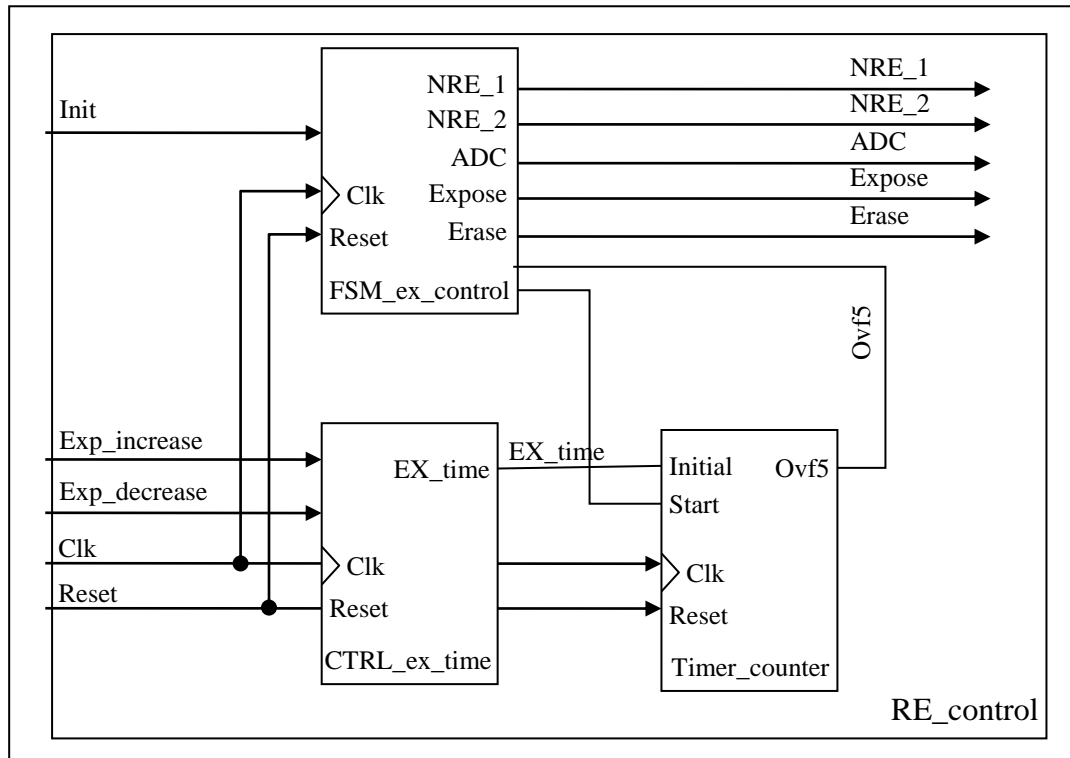 NRE_1
NRE_1
Init
NRE_2
NRE_2
ADC
ADC
Clk
Expose
Expose
Reset
Erase
Erase
FSM_ex_control
Ovf5
Exp_increase
EX_time
EX_time
Initial
Ovf5
Exp_decrease
Start
Clk
Clk
Clk
Reset
Reset
Reset
CTRL_ex_time
Timer_counter
RE_control